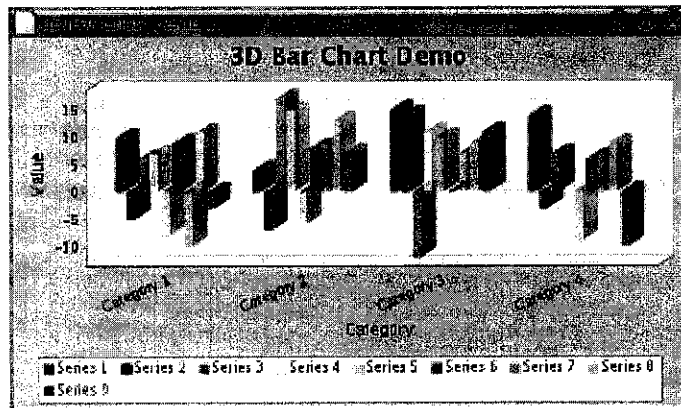 3D Bar Chart Demo
Value
15
10
5
0
-5
-10
Category 1
Category 2
Category 3
Category 4
Category
Series 1 Series 2 Series 3 Series 4 Series 5 Series 6 Series 7 Series 8
Series 9